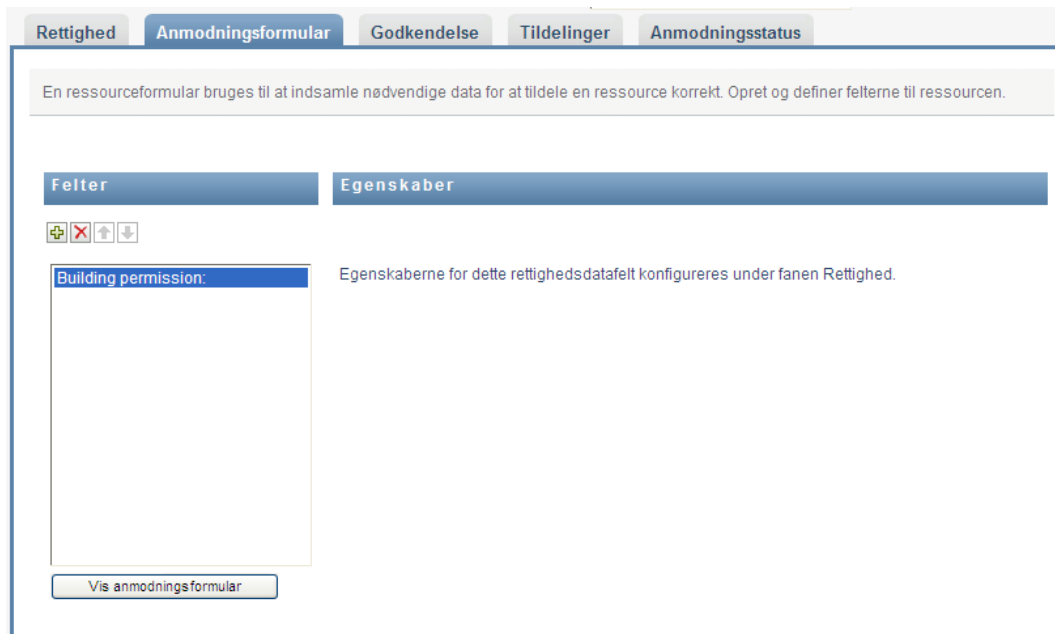 Rettighed Anmodningsformular Godkendelse Tildelinger Anmodningsstatus
En ressourceformular bruges til at indsamle nødvendige data for at tildele en ressource korrekt. Opret og definer felterne til ressourcen.
Felter Egenskaber
Building permission: Egenskaberne for dette rettighedsdatafelt konfigureres under fanen Rettighed.
Vis anmodningsformular